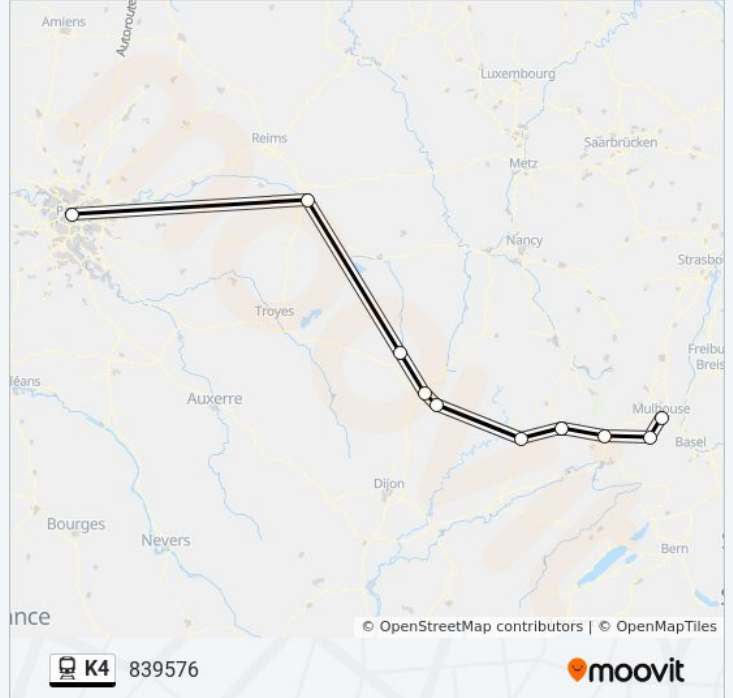 Amiens
Autoroute
Luxembourg
Reims
Saarbrücken
Metz
P
Nancy
Strasbo
Troyes
Freibu
Breis
léans
Auxerre
Mulhouse
Basel
Dijon
Bourges
Nevers
Bern
nce
© OpenStreetMap contributors | © OpenMapTiles
K4 839576
moovit